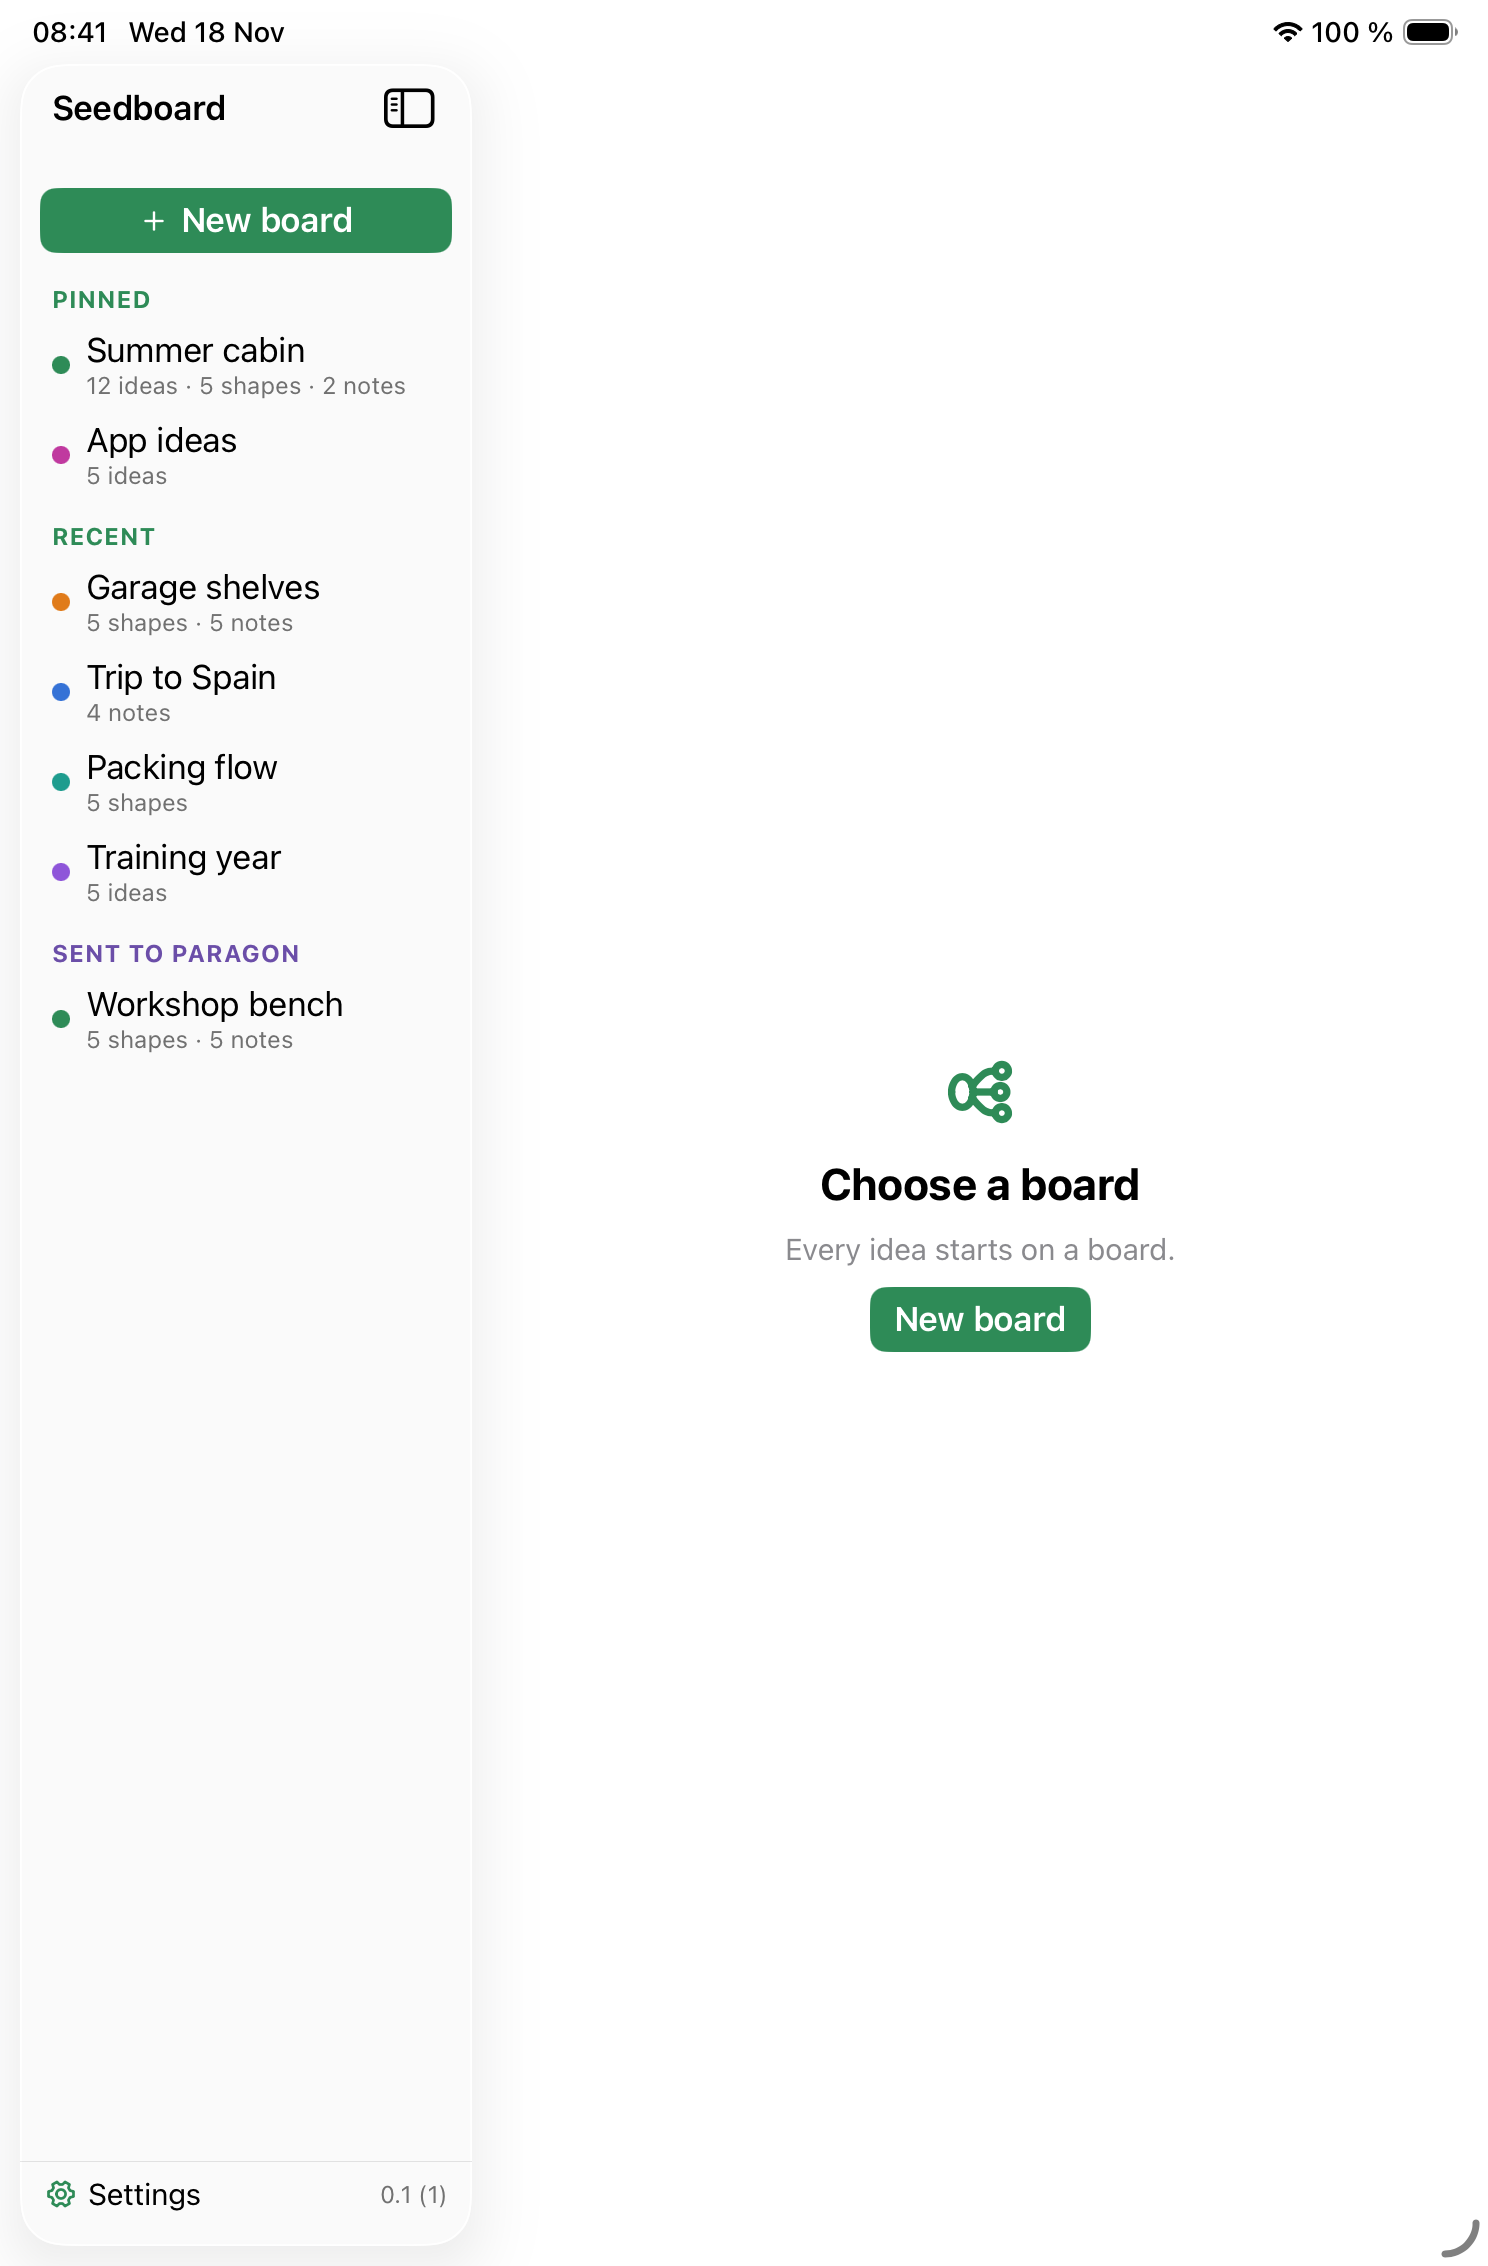 08:41 Wed 18 Nov
100 %
Seedboard
+ New board
PINNED
Summer cabin
12 ideas · 5 shapes · 2 notes
App ideas
5 ideas
RECENT
Garage shelves
5 shapes · 5 notes
Trip to Spain
4 notes
Packing flow
5 shapes
Training year
5 ideas
SENT TO PARAGON
Workshop bench
5 shapes · 5 notes
Settings
0.1 (1)
Choose a board
Every idea starts on a board.
New board